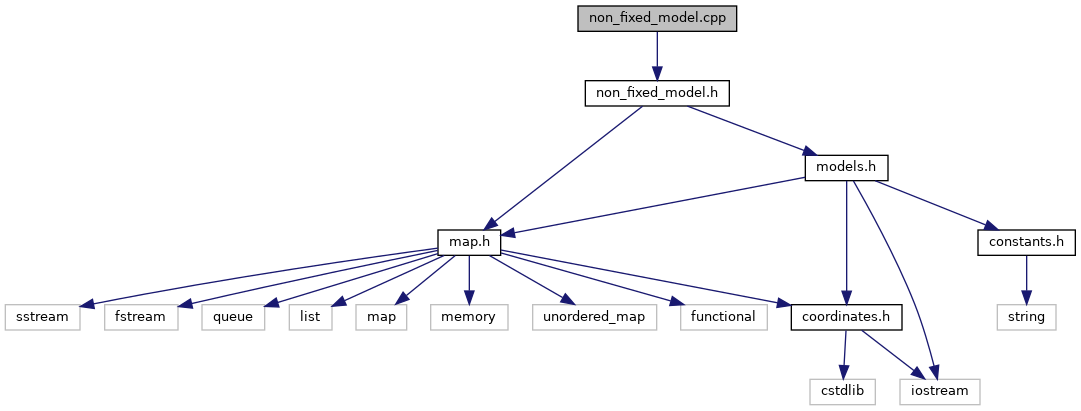 non_fixed_model.cpp
non_fixed_model.h
models.h
map.h
constants.h
sstream
fstream
queue
list
map
memory
unordered_map
functional
coordinates.h
string
cstdlib
iostream